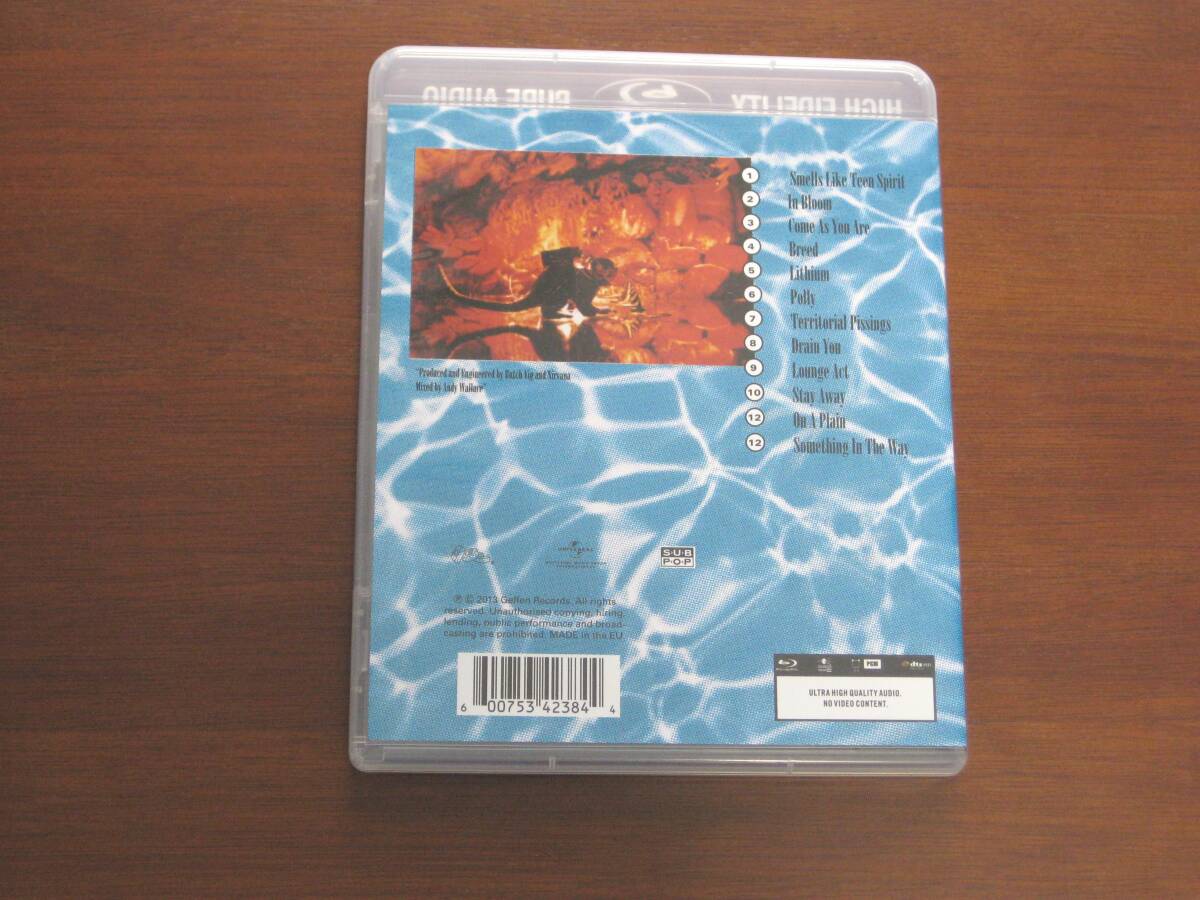 HIGH FIDELITY PURE AUDIO
1 Smells Like Teen Spirit
2 In Bloom
3 Come As You Are
4 Breed
5 Lithium
6 Polly
7 Territorial Pissings
8 Drain You
9 Lounge Act
10 Stay Away
12 On A Plain
12 Something In The Way
"Produced and Engineered by Butch Vig and Nirvana
Mixed by Andy Wallace"
UNIVERSAL
SUB
POP
℗ © 2013 Geffen Records. All rights
reserved. Unauthorised copying, hiring,
lending, public performance and broad-
casting are prohibited. MADE in the EU
6 00753 42384 4
PCM
dts
ULTRA HIGH QUALITY AUDIO.
NO VIDEO CONTENT.